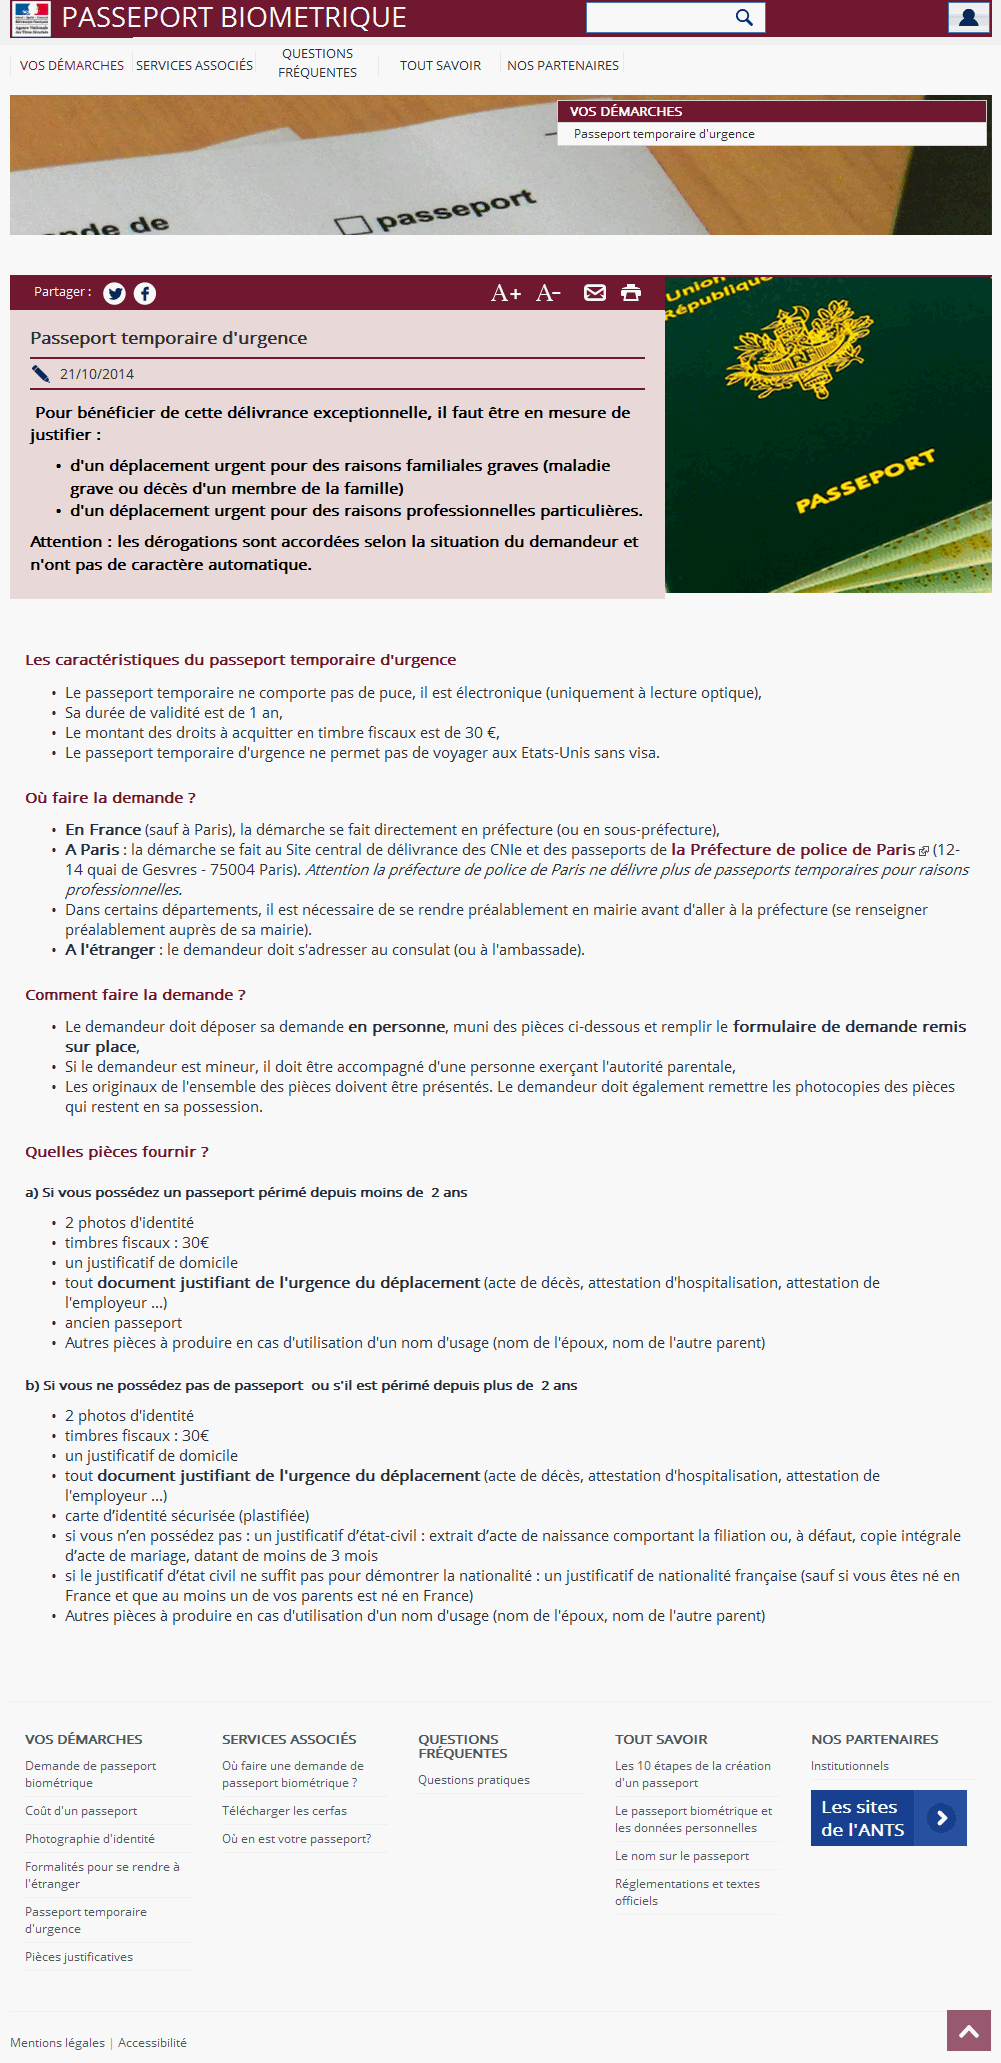 PASSEPORT BIOMETRIQUE
VOS DÉMARCHES
SERVICES ASSOCIÉS
QUESTIONS
FRÉQUENTES
TOUT SAVOIR
NOS PARTENAIRES
VOS DÉMARCHES
Passeport temporaire d'urgence
nde de
passeport
Partager :
A+ A-
Union
République
RF
PASSEPORT
Passeport temporaire d'urgence
21/10/2014
Pour bénéficier de cette délivrance exceptionnelle, il faut être en mesure de
justifier :
• d'un déplacement urgent pour des raisons familiales graves (maladie
grave ou décès d'un membre de la famille)
• d'un déplacement urgent pour des raisons professionnelles particulières.
Attention : les dérogations sont accordées selon la situation du demandeur et
n'ont pas de caractère automatique.
Les caractéristiques du passeport temporaire d'urgence
• Le passeport temporaire ne comporte pas de puce, il est électronique (uniquement à lecture optique),
• Sa durée de validité est de 1 an,
• Le montant des droits à acquitter en timbre fiscaux est de 30 €,
• Le passeport temporaire d'urgence ne permet pas de voyager aux Etats-Unis sans visa.
Où faire la demande ?
• En France (sauf à Paris), la démarche se fait directement en préfecture (ou en sous-préfecture),
• A Paris : la démarche se fait au Site central de délivrance des CNIe et des passeports de la Préfecture de police de Paris (12-
14 quai de Gesvres - 75004 Paris). Attention la préfecture de police de Paris ne délivre plus de passeports temporaires pour raisons
professionnelles.
• Dans certains départements, il est nécessaire de se rendre préalablement en mairie avant d'aller à la préfecture (se renseigner
préalablement auprès de sa mairie).
• A l'étranger : le demandeur doit s'adresser au consulat (ou à l'ambassade).
Comment faire la demande ?
• Le demandeur doit déposer sa demande en personne, muni des pièces ci-dessous et remplir le formulaire de demande remis
sur place,
• Si le demandeur est mineur, il doit être accompagné d'une personne exerçant l'autorité parentale,
• Les originaux de l'ensemble des pièces doivent être présentés. Le demandeur doit également remettre les photocopies des pièces
qui restent en sa possession.
Quelles pièces fournir ?
a) Si vous possédez un passeport périmé depuis moins de  2 ans
• 2 photos d'identité
• timbres fiscaux : 30€
• un justificatif de domicile
• tout document justifiant de l'urgence du déplacement (acte de décès, attestation d'hospitalisation, attestation de
l'employeur ...)
• ancien passeport
• Autres pièces à produire en cas d'utilisation d'un nom d'usage (nom de l'époux, nom de l'autre parent)
b) Si vous ne possédez pas de passeport  ou s'il est périmé depuis plus de  2 ans
• 2 photos d'identité
• timbres fiscaux : 30€
• un justificatif de domicile
• tout document justifiant de l'urgence du déplacement (acte de décès, attestation d'hospitalisation, attestation de
l'employeur ...)
• carte d’identité sécurisée (plastifiée)
• si vous n’en possédez pas : un justificatif d’état-civil : extrait d’acte de naissance comportant la filiation ou, à défaut, copie intégrale
d’acte de mariage, datant de moins de 3 mois
• si le justificatif d’état civil ne suffit pas pour démontrer la nationalité : un justificatif de nationalité française (sauf si vous êtes né en
France et que au moins un de vos parents est né en France)
• Autres pièces à produire en cas d'utilisation d'un nom d'usage (nom de l'époux, nom de l'autre parent)
VOS DÉMARCHES
Demande de passeport
biométrique
Coût d'un passeport
Photographie d'identité
Formalités pour se rendre à
l'étranger
Passeport temporaire
d'urgence
Pièces justificatives
SERVICES ASSOCIÉS
Où faire une demande de
passeport biométrique ?
Télécharger les cerfas
Où en est votre passeport?
QUESTIONS
FRÉQUENTES
Questions pratiques
TOUT SAVOIR
Les 10 étapes de la création
d'un passeport
Le passeport biométrique et
les données personnelles
Le nom sur le passeport
Réglementations et textes
officiels
NOS PARTENAIRES
Institutionnels
Les sites
de l'ANTS
Mentions légales | Accessibilité